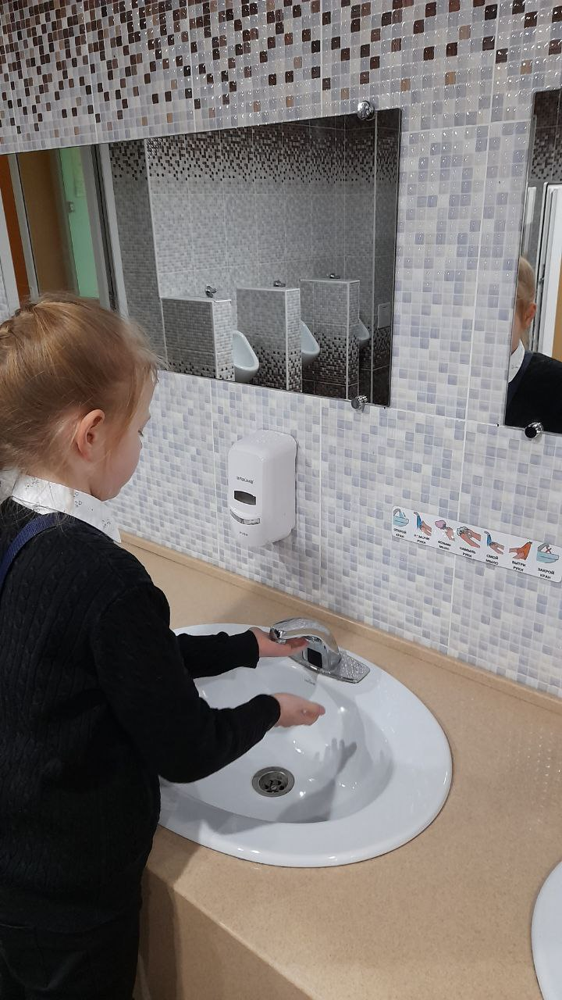 ОТКРОЙ
КРАН
НАМОЧИ
РУКИ
ВОЗЬМИ
МЫЛО
НАМЫЛЬ
РУКИ
СМОЙ
МЫЛО
ВЫТРИ
РУКИ
ЗАКРОЙ
КРАН